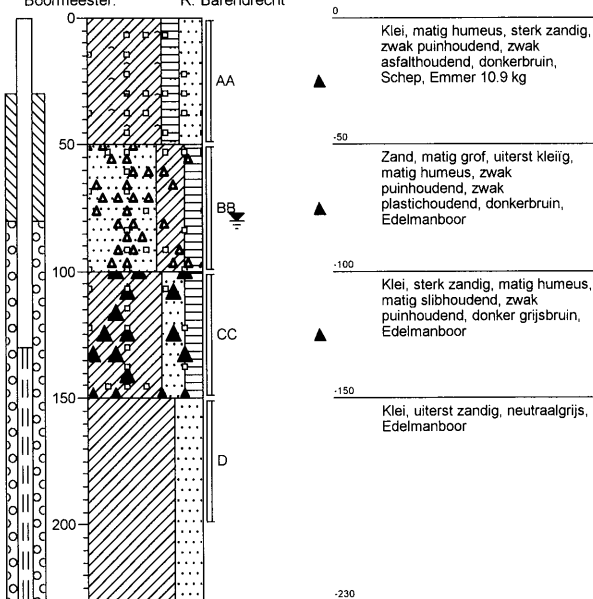 Boormeester: K. Barendrecht
0
50
100
150
200
AA
BB
CC
D
0
Klei, matig humeus, sterk zandig,
zwak puinhoudend, zwak
asfalthoudend, donkerbruin,
Schep, Emmer 10.9 kg
-50
Zand, matig grof, uiterst kleiïg,
matig humeus, zwak
puinhoudend, zwak
plastichoudend, donkerbruin,
Edelmanboor
-100
Klei, sterk zandig, matig humeus,
matig slibhoudend, zwak
puinhoudend, donker grijsbruin,
Edelmanboor
-150
Klei, uiterst zandig, neutraalgrijs,
Edelmanboor
-230